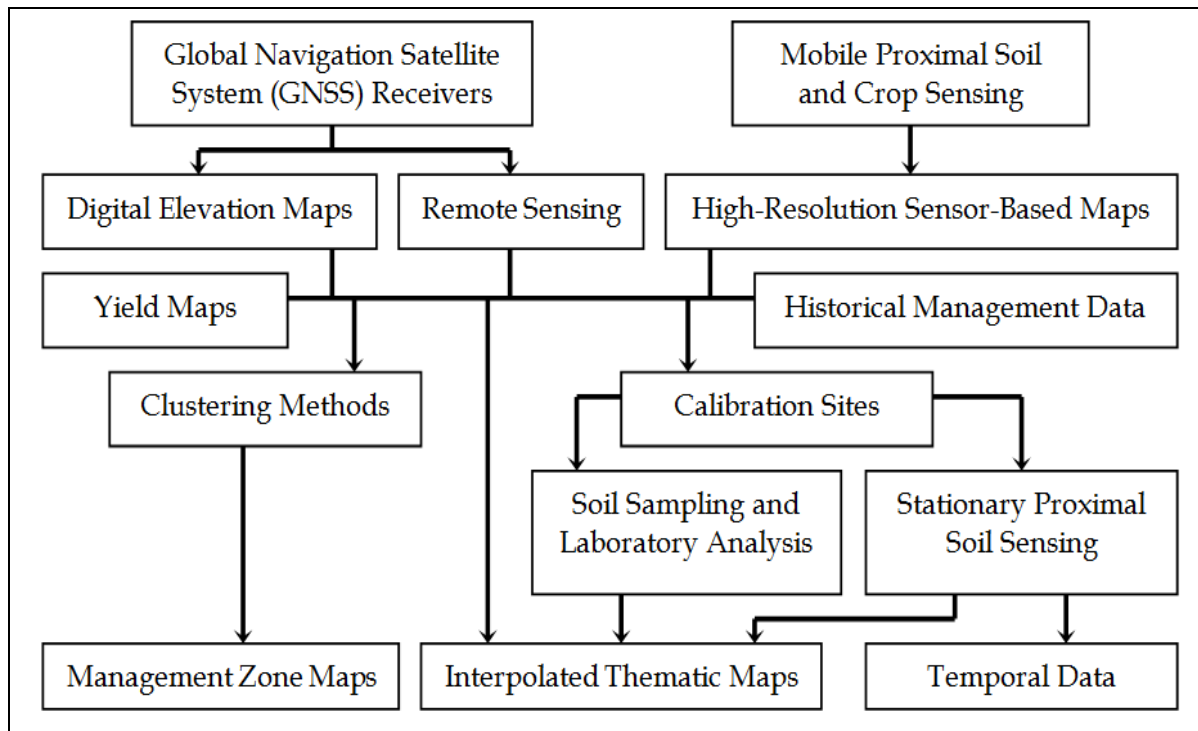 Global Navigation Satellite
System (GNSS) Receivers
Mobile Proximal Soil
and Crop Sensing
Digital Elevation Maps
Remote Sensing
High-Resolution Sensor-Based Maps
Yield Maps
Historical Management Data
Clustering Methods
Calibration Sites
Soil Sampling and
Laboratory Analysis
Stationary Proximal
Soil Sensing
Management Zone Maps
Interpolated Thematic Maps
Temporal Data